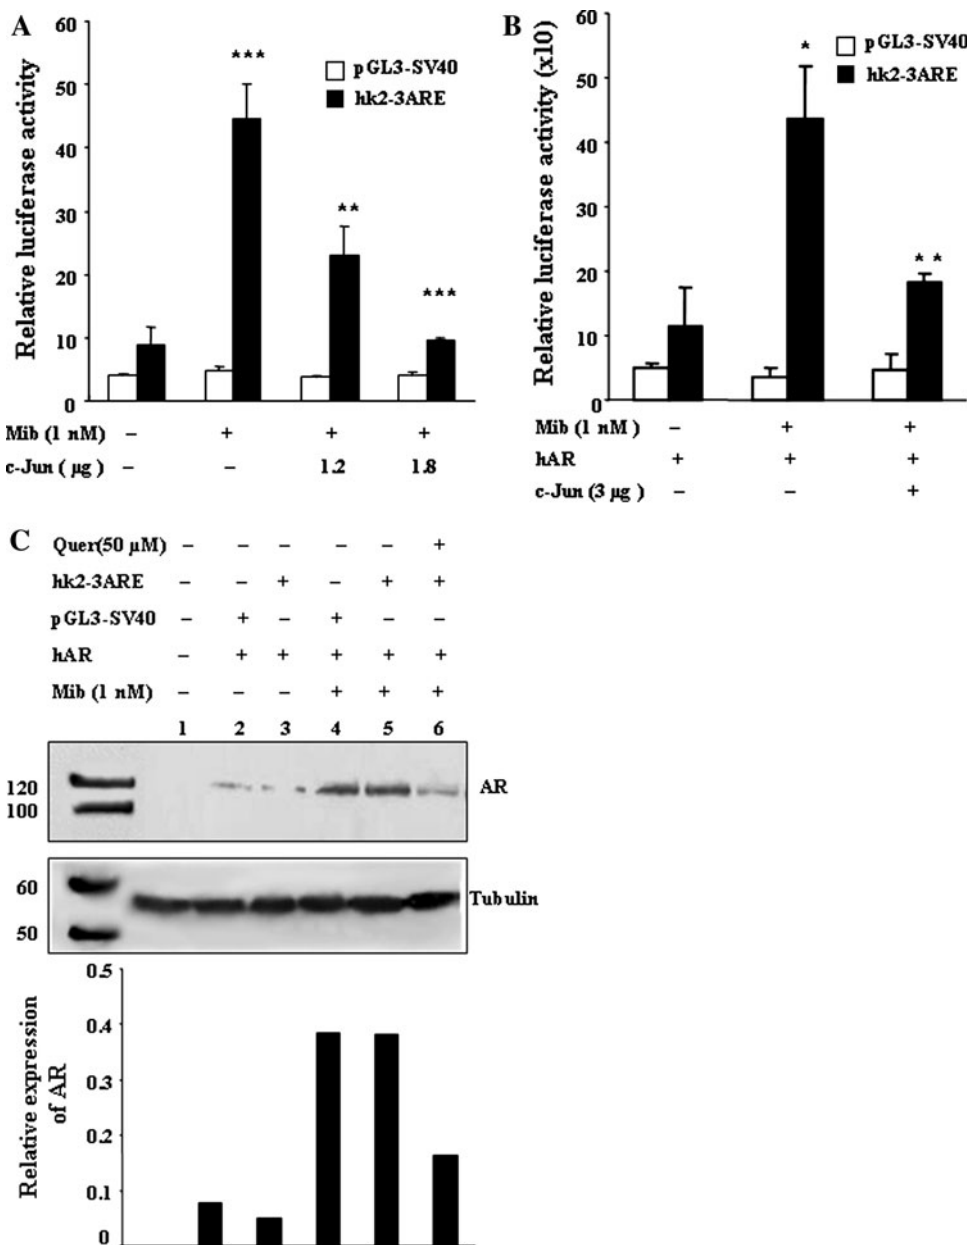 A
Relative luciferase activity
60
50
40
30
20
10
0
pGL3-SV40
hk2-3ARE
***
**
***
Mib (1 nM) – + + +
c-Jun ( µg ) – – 1.2 1.8
B
Relative luciferase activity (x10)
60
50
40
30
20
10
0
pGL3-SV40
hk2-3ARE
*
* *
Mib (1 nM ) – + +
hAR + + +
c-Jun (3 µg ) – – +
C
Quer(50 µM) – – – – – +
hk2-3ARE – – + – + +
pGL3-SV40 – + – + – –
hAR – + + + + +
Mib (1 nM) – – – + + +
1 2 3 4 5 6
120
100
AR
60
50
Tubulin
Relative expression
of AR
0.5
0.4
0.3
0.2
0.1
0